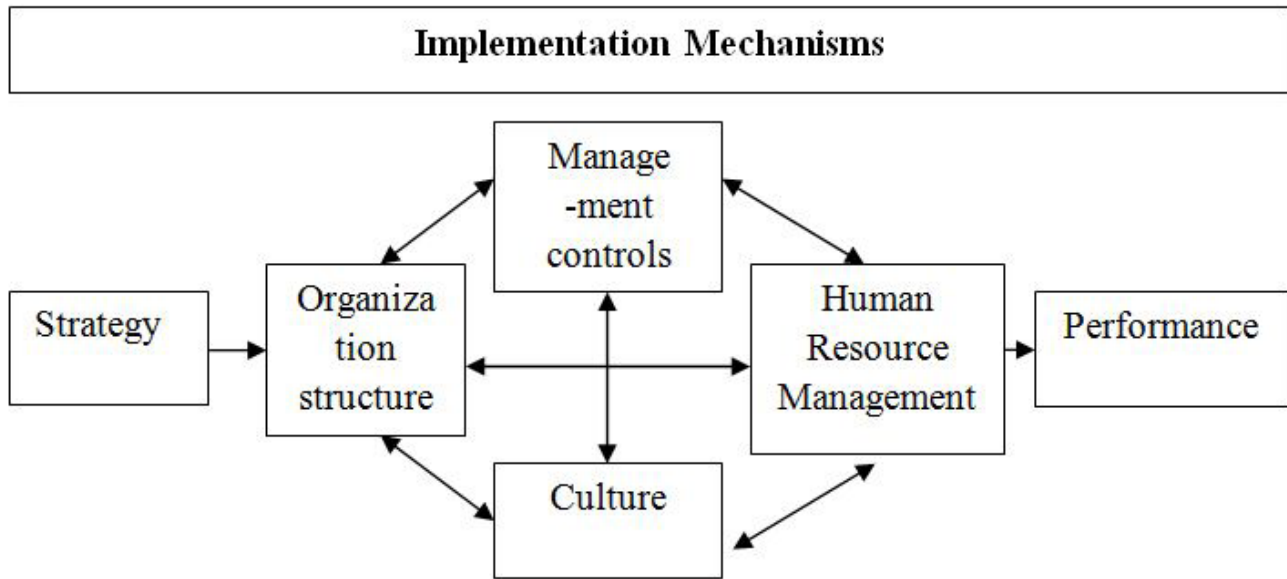 Implementation Mechanisms
Manage
-ment
controls
Strategy
Organiza
tion
structure
Human
Resource
Management
Performance
Culture